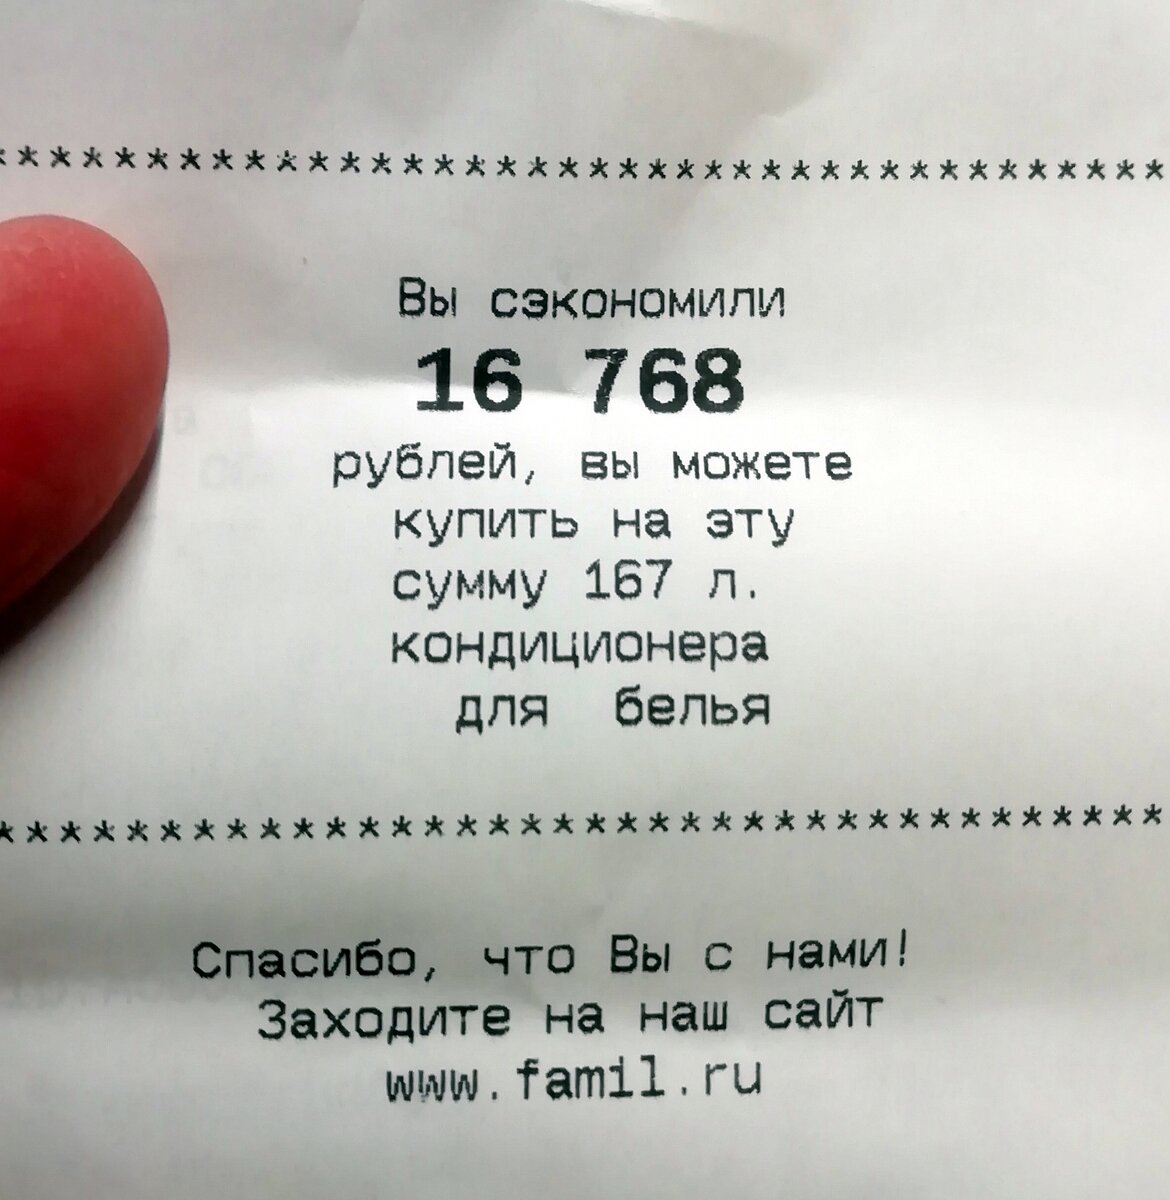 ***************************************
Вы сэкономили
16 768
рублей, вы можете
купить на эту
сумму 167 л.
кондиционера
для белья
***************************************
Спасибо, что Вы с нами!
Заходите на наш сайт
www.famil.ru